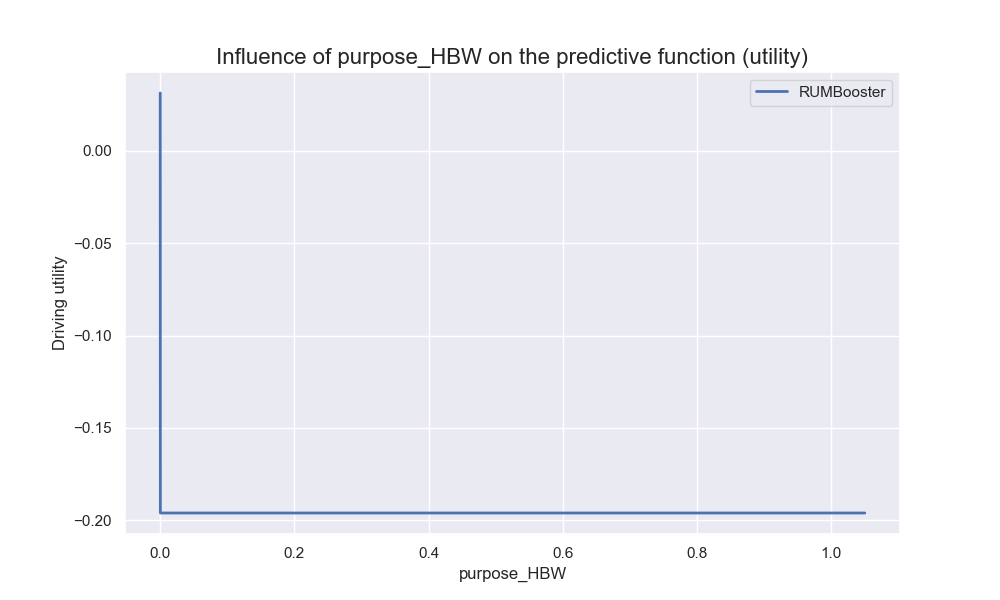 Influence of purpose_HBW on the predictive function (utility)
RUMBooster
0.00
−0.05
−0.10
−0.15
−0.20
Driving utility
0.0 0.2 0.4 0.6 0.8 1.0
purpose_HBW